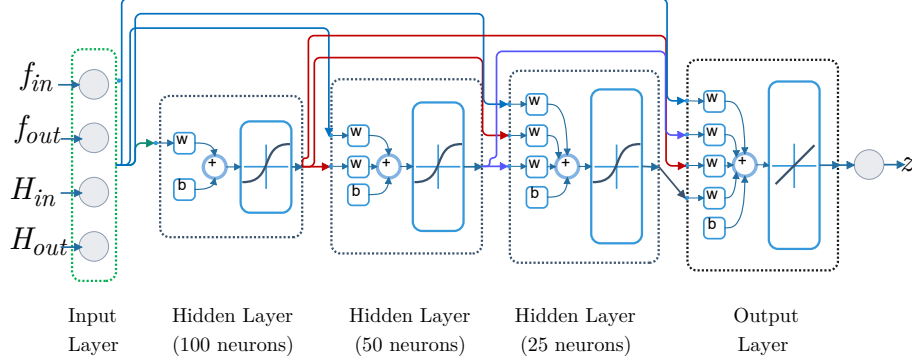 f_in
f_out
H_in
H_out
w
b
+
w
w
b
+
w
w
w
b
+
w
w
w
w
b
+
z
Input
Layer
Hidden Layer
(100 neurons)
Hidden Layer
(50 neurons)
Hidden Layer
(25 neurons)
Output
Layer